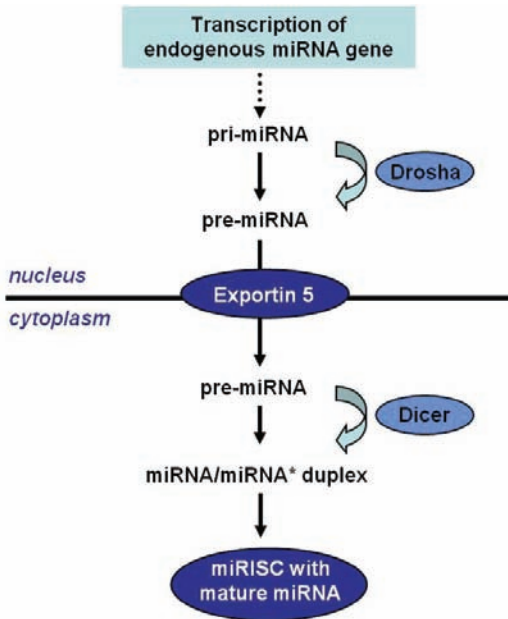 Transcription of
endogenous miRNA gene
pri-miRNA
Drosha
pre-miRNA
nucleus
Exportin 5
cytoplasm
pre-miRNA
Dicer
miRNA/miRNA* duplex
miRISC with
mature miRNA